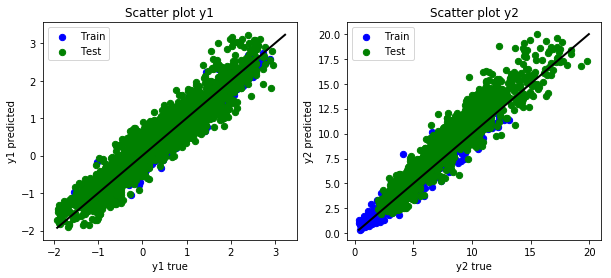 Scatter plot y1
Train
Test
y1 predicted
3
2
1
0
−1
−2
−2
−1
0
1
2
3
y1 true
Scatter plot y2
Train
Test
y2 predicted
20.0
17.5
15.0
12.5
10.0
7.5
5.0
2.5
0.0
0
5
10
15
20
y2 true